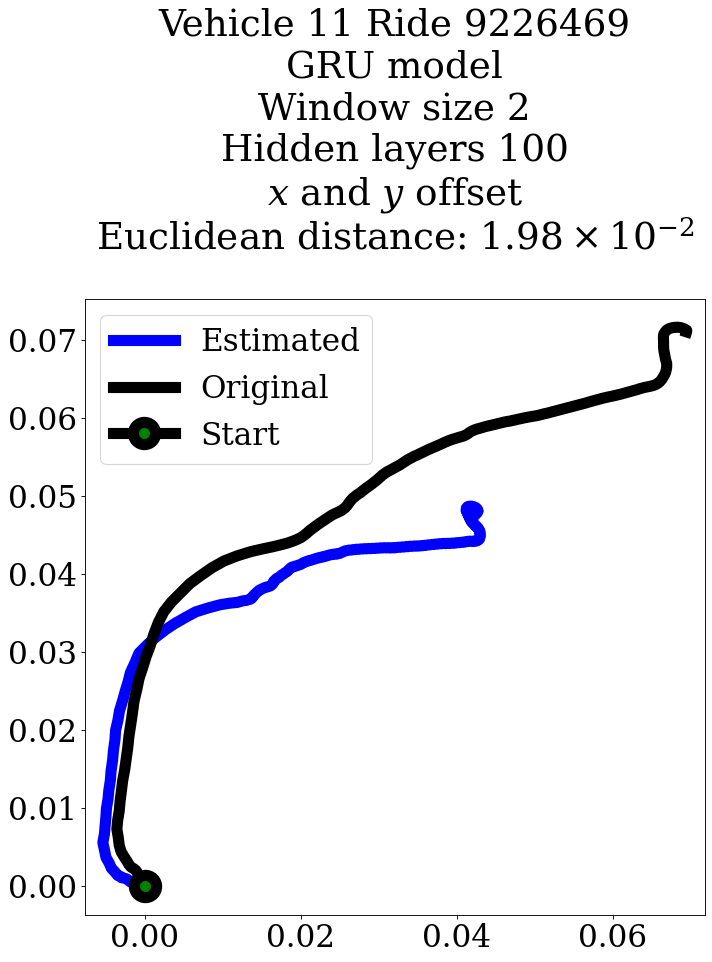 Vehicle 11 Ride 9226469
GRU model
Window size 2
Hidden layers 100
x and y offset
Euclidean distance: 1.98 × 10⁻²
Estimated
Original
Start
0.07
0.06
0.05
0.04
0.03
0.02
0.01
0.00
0.00 0.02 0.04 0.06